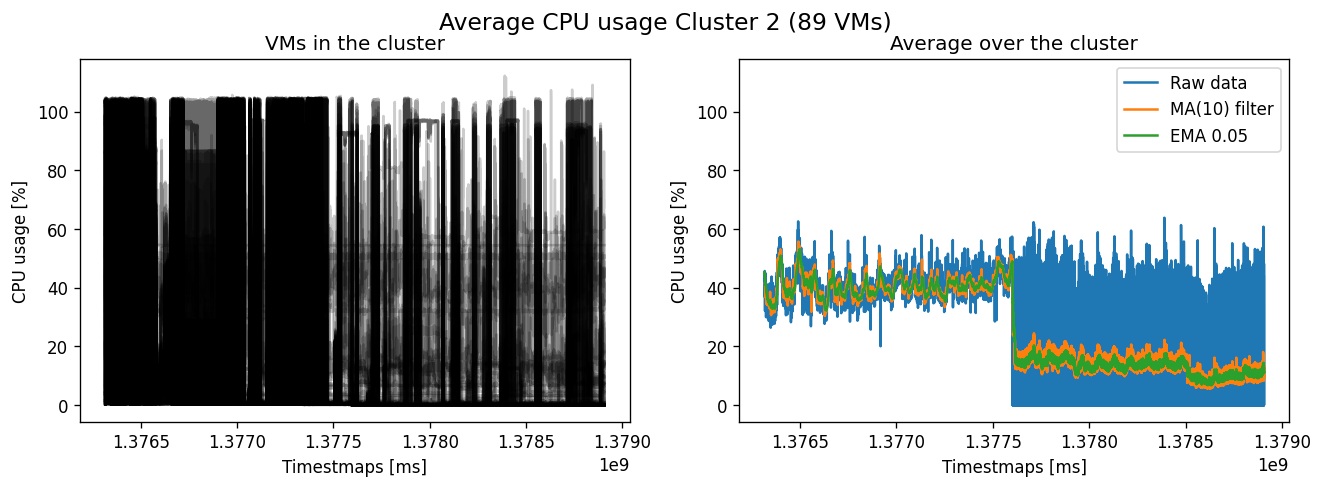 Average CPU usage Cluster 2 (89 VMs)
VMs in the cluster
CPU usage [%]
100
80
60
40
20
0
1.3765 1.3770 1.3775 1.3780 1.3785 1.3790
1e9
Timestmaps [ms]
Average over the cluster
CPU usage [%]
100
80
60
40
20
0
Raw data
MA(10) filter
EMA 0.05
1.3765 1.3770 1.3775 1.3780 1.3785 1.3790
1e9
Timestmaps [ms]